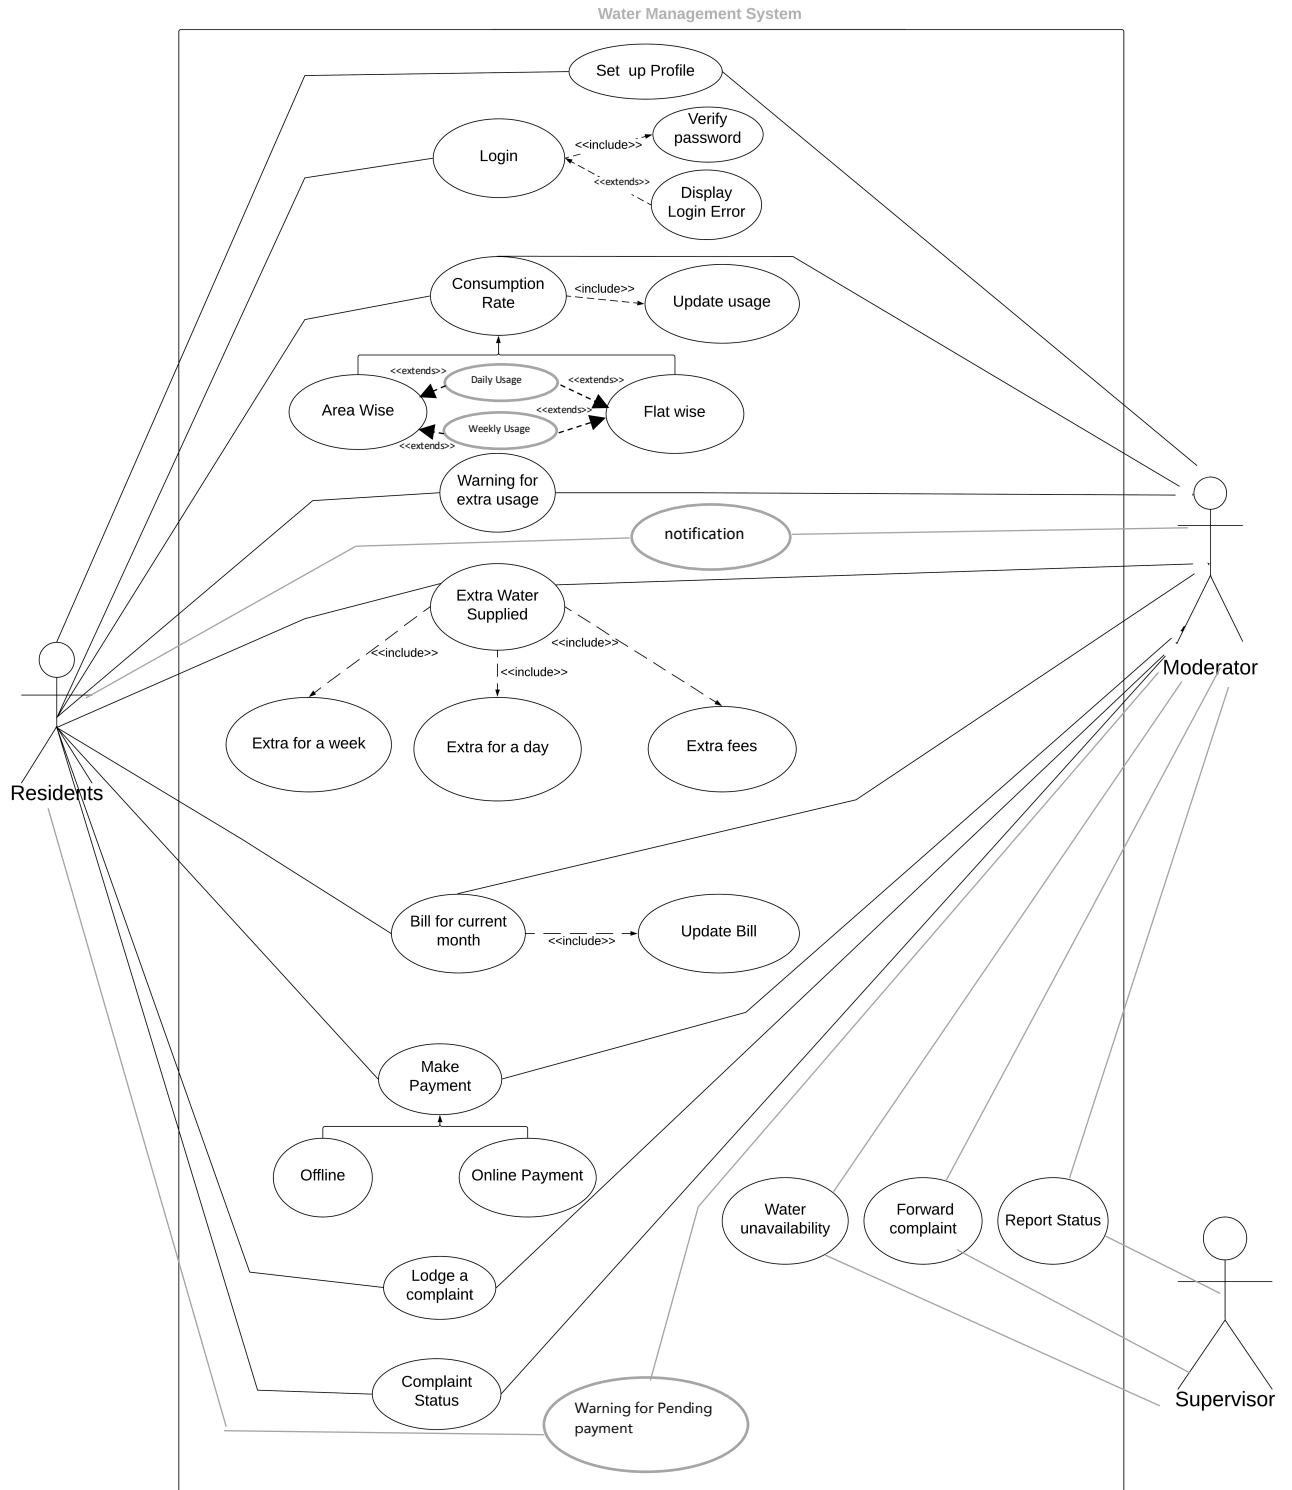 Water Management System
Set  up Profile
Verify
password
<<include>>
Login
<<extends>>
Display
Login Error
Consumption
Rate
<include>>
Update usage
<<extends>>
Daily Usage
<<extends>>
Area Wise
<<extends>>
Flat wise
Weekly Usage
<<extends>>
Warning for
extra usage
notification
Extra Water
Supplied
<<include>>
<<include>>
<<include>>
Moderator
Extra for a week
Extra for a day
Extra fees
Residents
Bill for current
month
<<include>>
Update Bill
Make
Payment
Offline
Online Payment
Water
unavailability
Forward
complaint
Report Status
Lodge a
complaint
Complaint
Status
Supervisor
Warning for Pending
payment